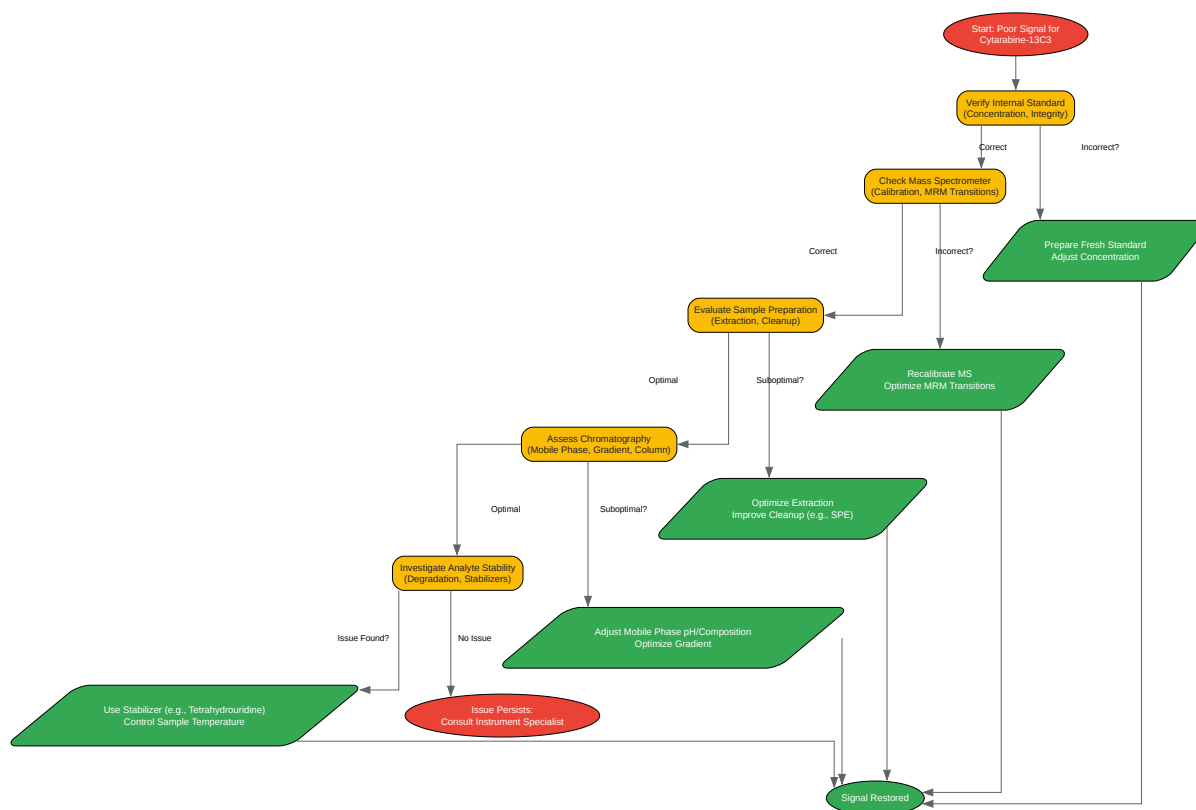 Start: Poor Signal for
Cytarabine-13C3
Verify Internal Standard
(Concentration, Integrity)
Correct
Incorrect?
Check Mass Spectrometer
(Calibration, MRM Transitions)
Prepare Fresh Standard
Adjust Concentration
Correct
Incorrect?
Evaluate Sample Preparation
(Extraction, Cleanup)
Recalibrate MS
Optimize MRM Transitions
Optimal
Suboptimal?
Assess Chromatography
(Mobile Phase, Gradient, Column)
Optimize Extraction
Improve Cleanup (e.g., SPE)
Optimal
Suboptimal?
Investigate Analyte Stability
(Degradation, Stabilizers)
Adjust Mobile Phase pH/Composition
Optimize Gradient
Issue Found?
No Issue
Use Stabilizer (e.g., Tetrahydrouridine)
Control Sample Temperature
Issue Persists:
Consult Instrument Specialist
Signal Restored